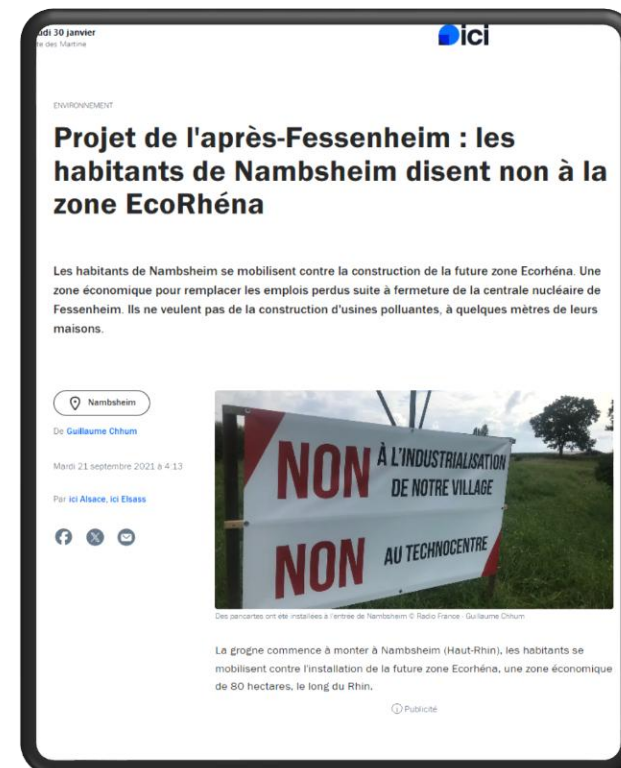 di 30 janvier
te des Martine
ici
ENVIRONNEMENT
Projet de l'après-Fessenheim : les
habitants de Nambsheim disent non à la
zone EcoRhéna
Les habitants de Nambsheim se mobilisent contre la construction de la future zone Ecorhéna. Une
zone économique pour remplacer les emplois perdus suite à fermeture de la centrale nucléaire de
Fessenheim. Ils ne veulent pas de la construction d'usines polluantes, à quelques mètres de leurs
maisons.
Nambsheim
De Guillaume Chhum
Mardi 21 septembre 2021 à 4:13
Par ici Alsace, ici Elsass
NON À L'INDUSTRIALISATION
DE NOTRE VILLAGE
NON AU TECHNOCENTRE
Des pancartes ont été installées à l'entrée de Nambsheim © Radio France - Guillaume Chhum
La grogne commence à monter à Nambsheim (Haut-Rhin), les habitants se
mobilisent contre l'installation de la future zone Ecorhéna, une zone économique
de 80 hectares, le long du Rhin.
Publicité